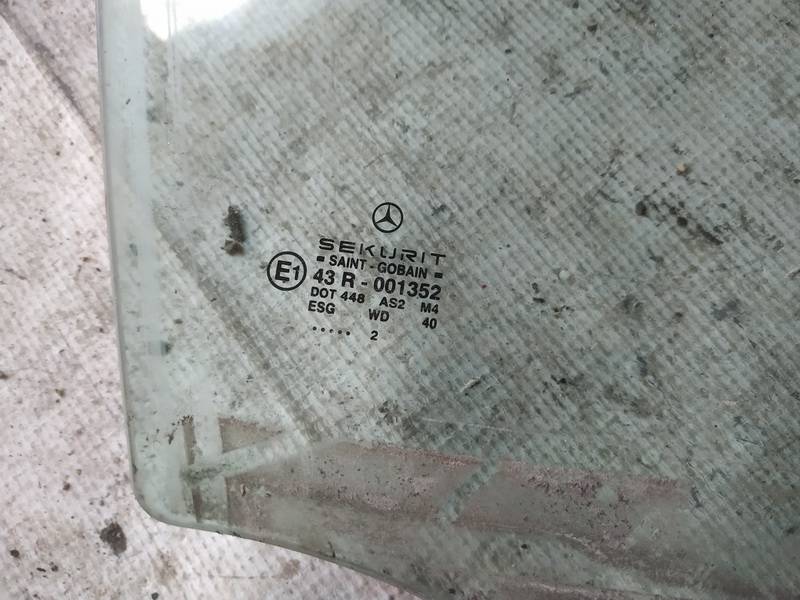 SEKURIT
SAINT - GOBAIN
E1 43 R - 001352
DOT 448 AS2 M4
ESG WD 40
..... 2